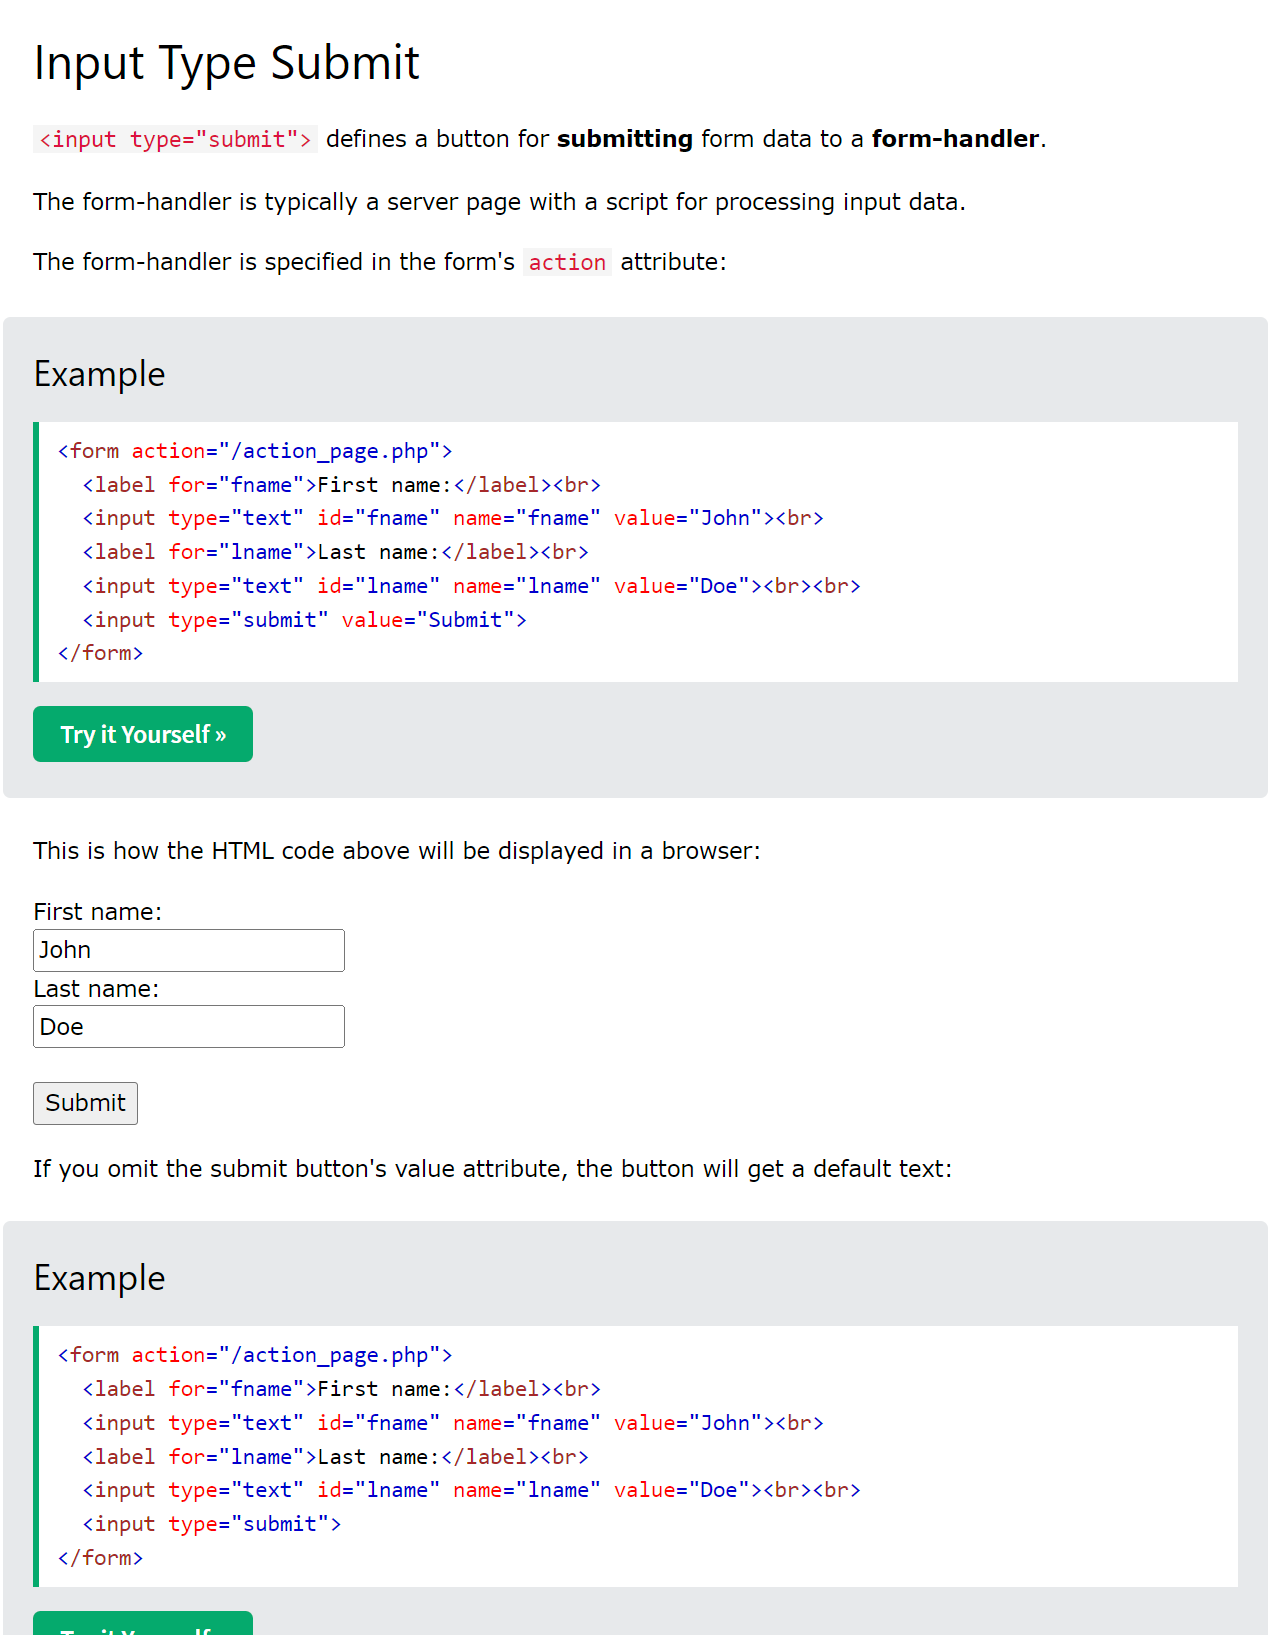 Input Type Submit
<input type="submit"> defines a button for submitting form data to a form-handler.
The form-handler is typically a server page with a script for processing input data.
The form-handler is specified in the form's action attribute:
Example
<form action="/action_page.php">
  <label for="fname">First name:</label><br>
  <input type="text" id="fname" name="fname" value="John"><br>
  <label for="lname">Last name:</label><br>
  <input type="text" id="lname" name="lname" value="Doe"><br><br>
  <input type="submit" value="Submit">
</form>
Try it Yourself »
This is how the HTML code above will be displayed in a browser:
First name:
John
Last name:
Doe
Submit
If you omit the submit button's value attribute, the button will get a default text:
Example
<form action="/action_page.php">
  <label for="fname">First name:</label><br>
  <input type="text" id="fname" name="fname" value="John"><br>
  <label for="lname">Last name:</label><br>
  <input type="text" id="lname" name="lname" value="Doe"><br><br>
  <input type="submit">
</form>
Try it Yourself »